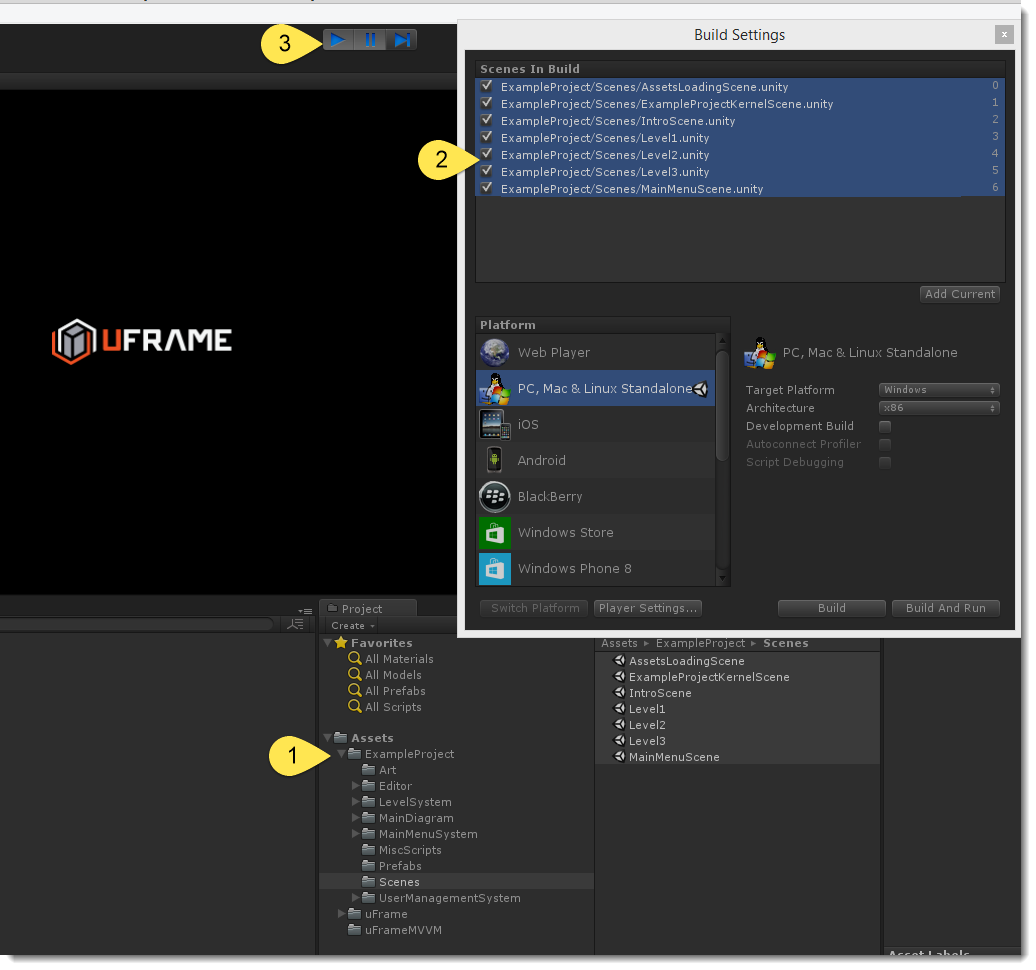 3
Build Settings
x
Scenes In Build
ExampleProject/Scenes/AssetsLoadingScene.unity 0
ExampleProject/Scenes/ExampleProjectKernelScene.unity 1
ExampleProject/Scenes/IntroScene.unity 2
ExampleProject/Scenes/Level1.unity 3
ExampleProject/Scenes/Level2.unity 4
2
ExampleProject/Scenes/Level3.unity 5
ExampleProject/Scenes/MainMenuScene.unity 6
Add Current
UFRAME
Platform
Web Player
PC, Mac & Linux Standalone
iOS
Android
BlackBerry
Windows Store
Windows Phone 8
PC, Mac & Linux Standalone
Target Platform Windows
Architecture x86
Development Build
Autoconnect Profiler
Script Debugging
Switch Platform Player Settings... Build Build And Run
Project
Create
Favorites
All Materials
All Models
All Prefabs
All Scripts
Assets
1
ExampleProject
Art
Editor
LevelSystem
MainDiagram
MainMenuSystem
MiscScripts
Prefabs
Scenes
UserManagementSystem
uFrame
uFrameMVVM
Assets ExampleProject Scenes
AssetsLoadingScene
ExampleProjectKernelScene
IntroScene
Level1
Level2
Level3
MainMenuScene
Asset Labels